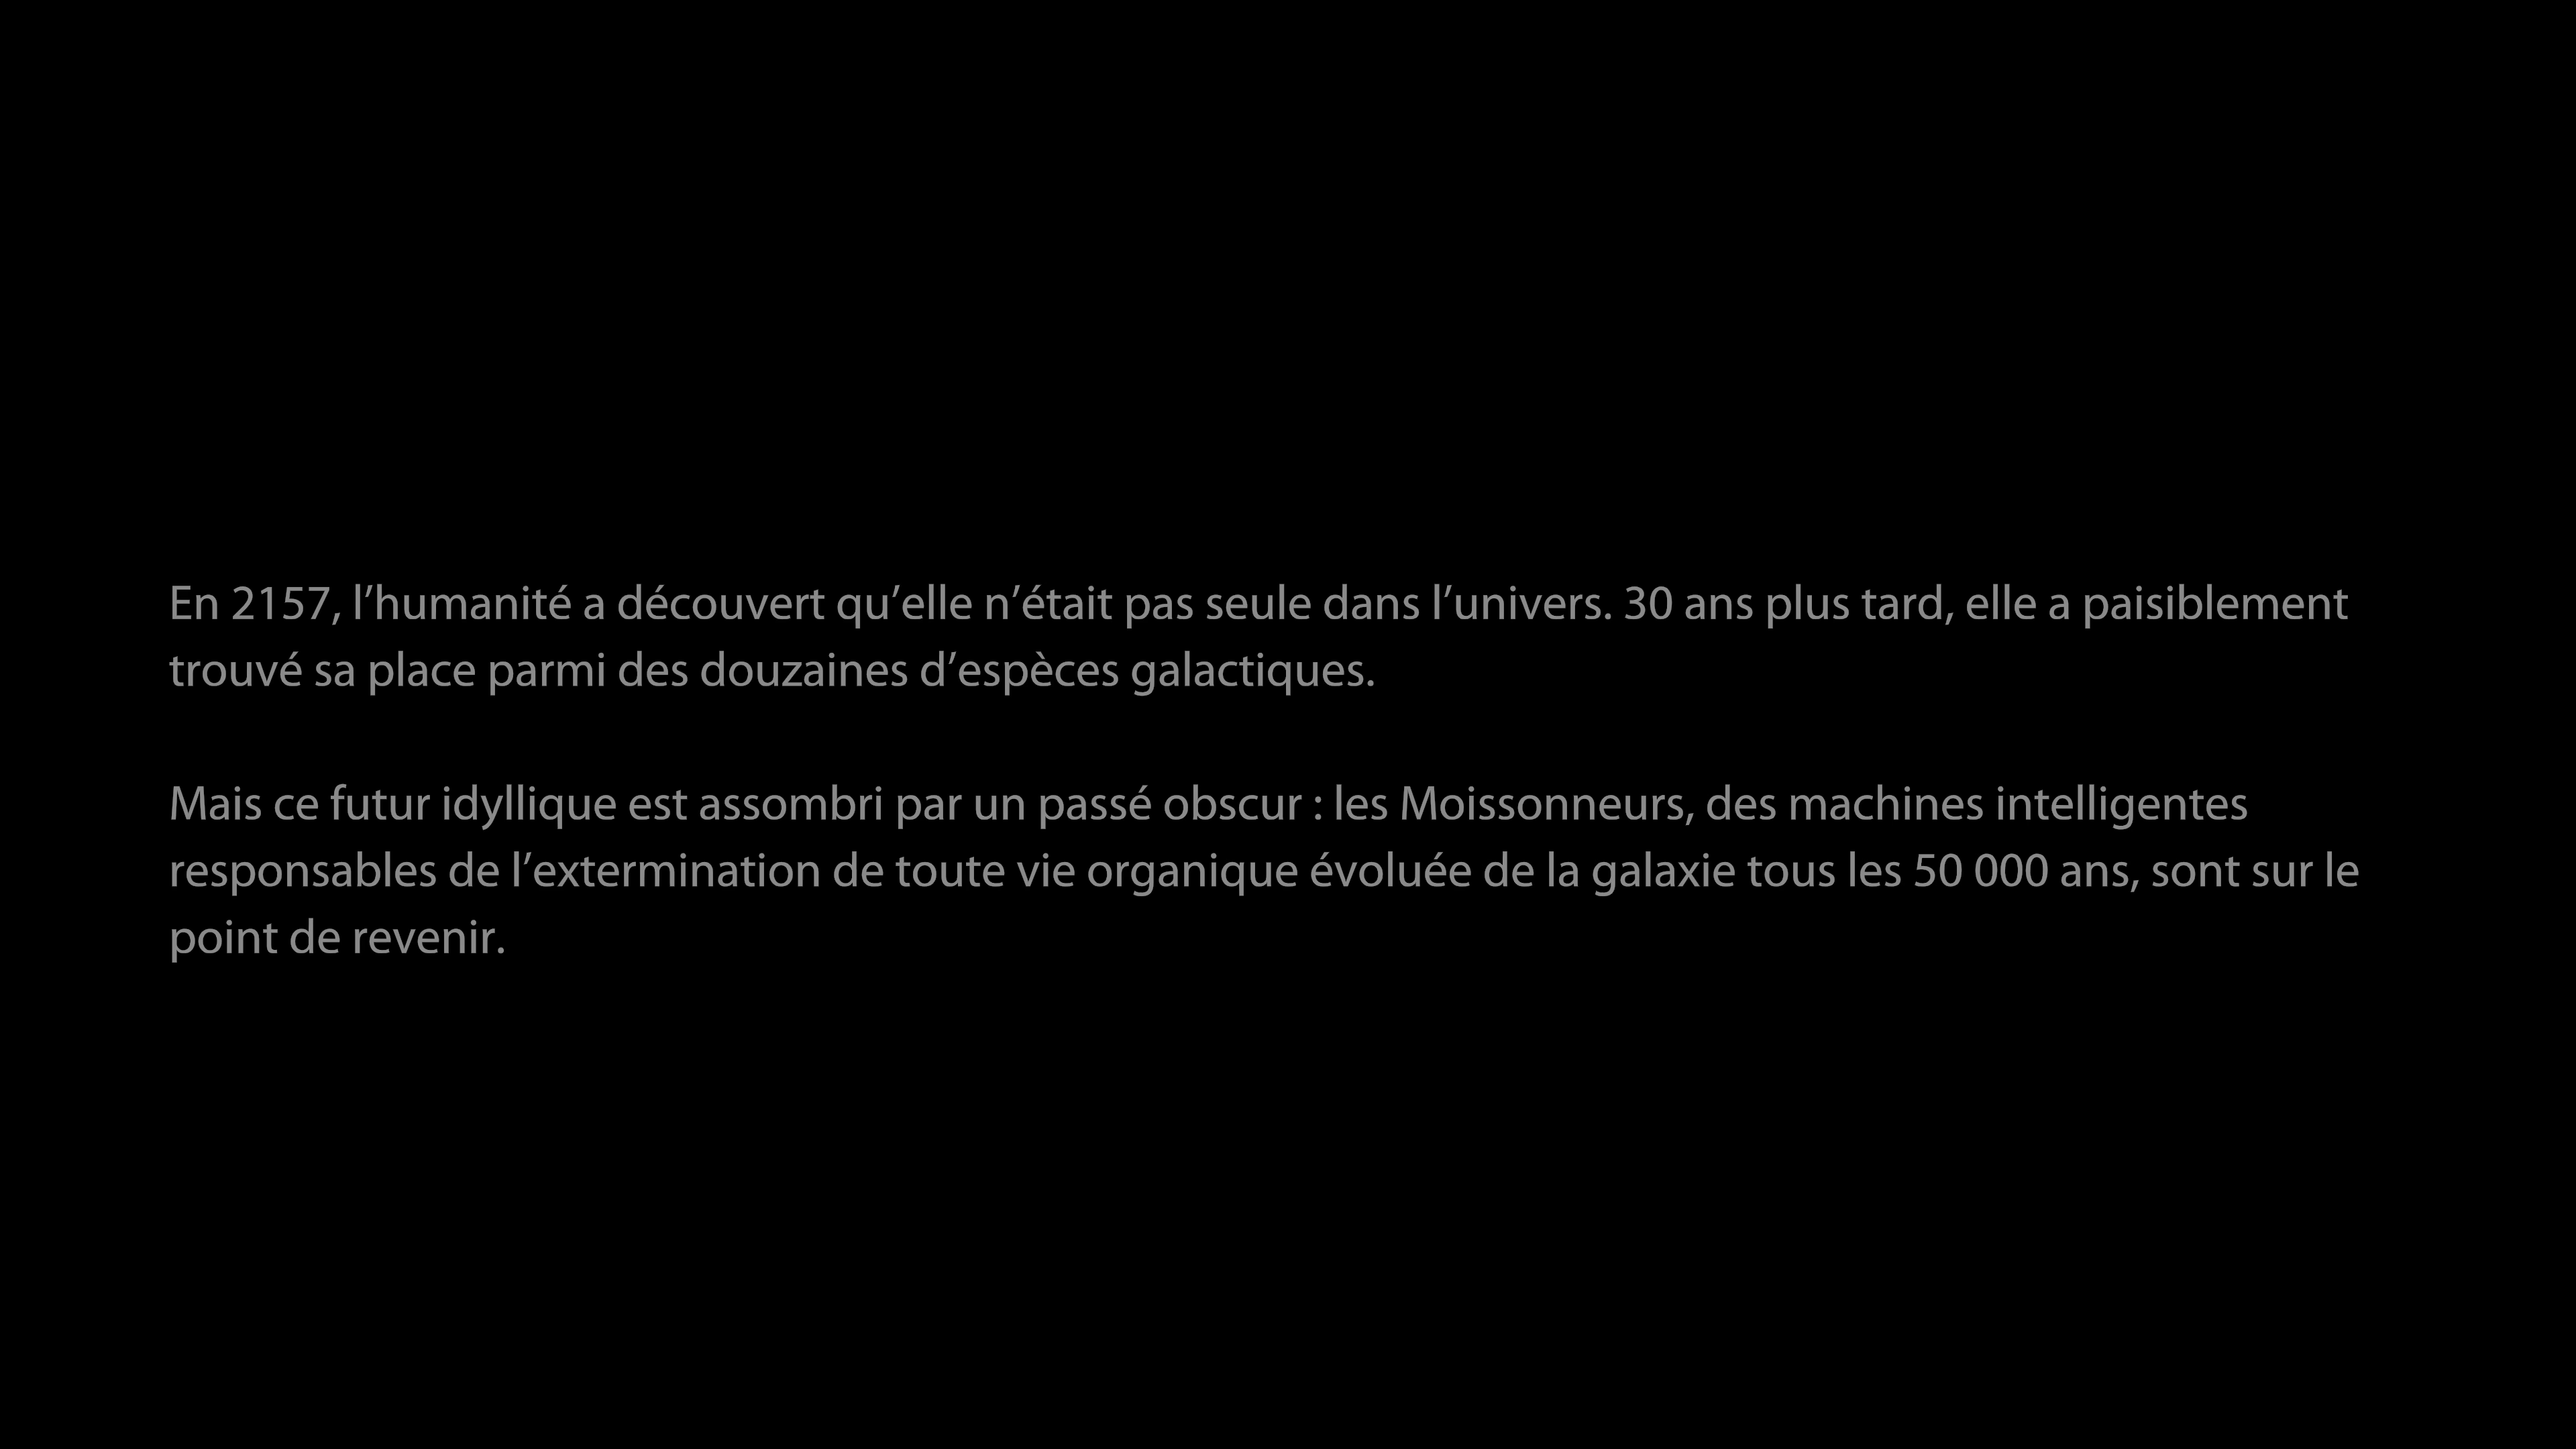 En 2157, l’humanité a découvert qu’elle n’était pas seule dans l’univers. 30 ans plus tard, elle a paisiblement
trouvé sa place parmi des douzaines d’espèces galactiques.
Mais ce futur idyllique est assombri par un passé obscur : les Moissonneurs, des machines intelligentes
responsables de l’extermination de toute vie organique évoluée de la galaxie tous les 50 000 ans, sont sur le
point de revenir.